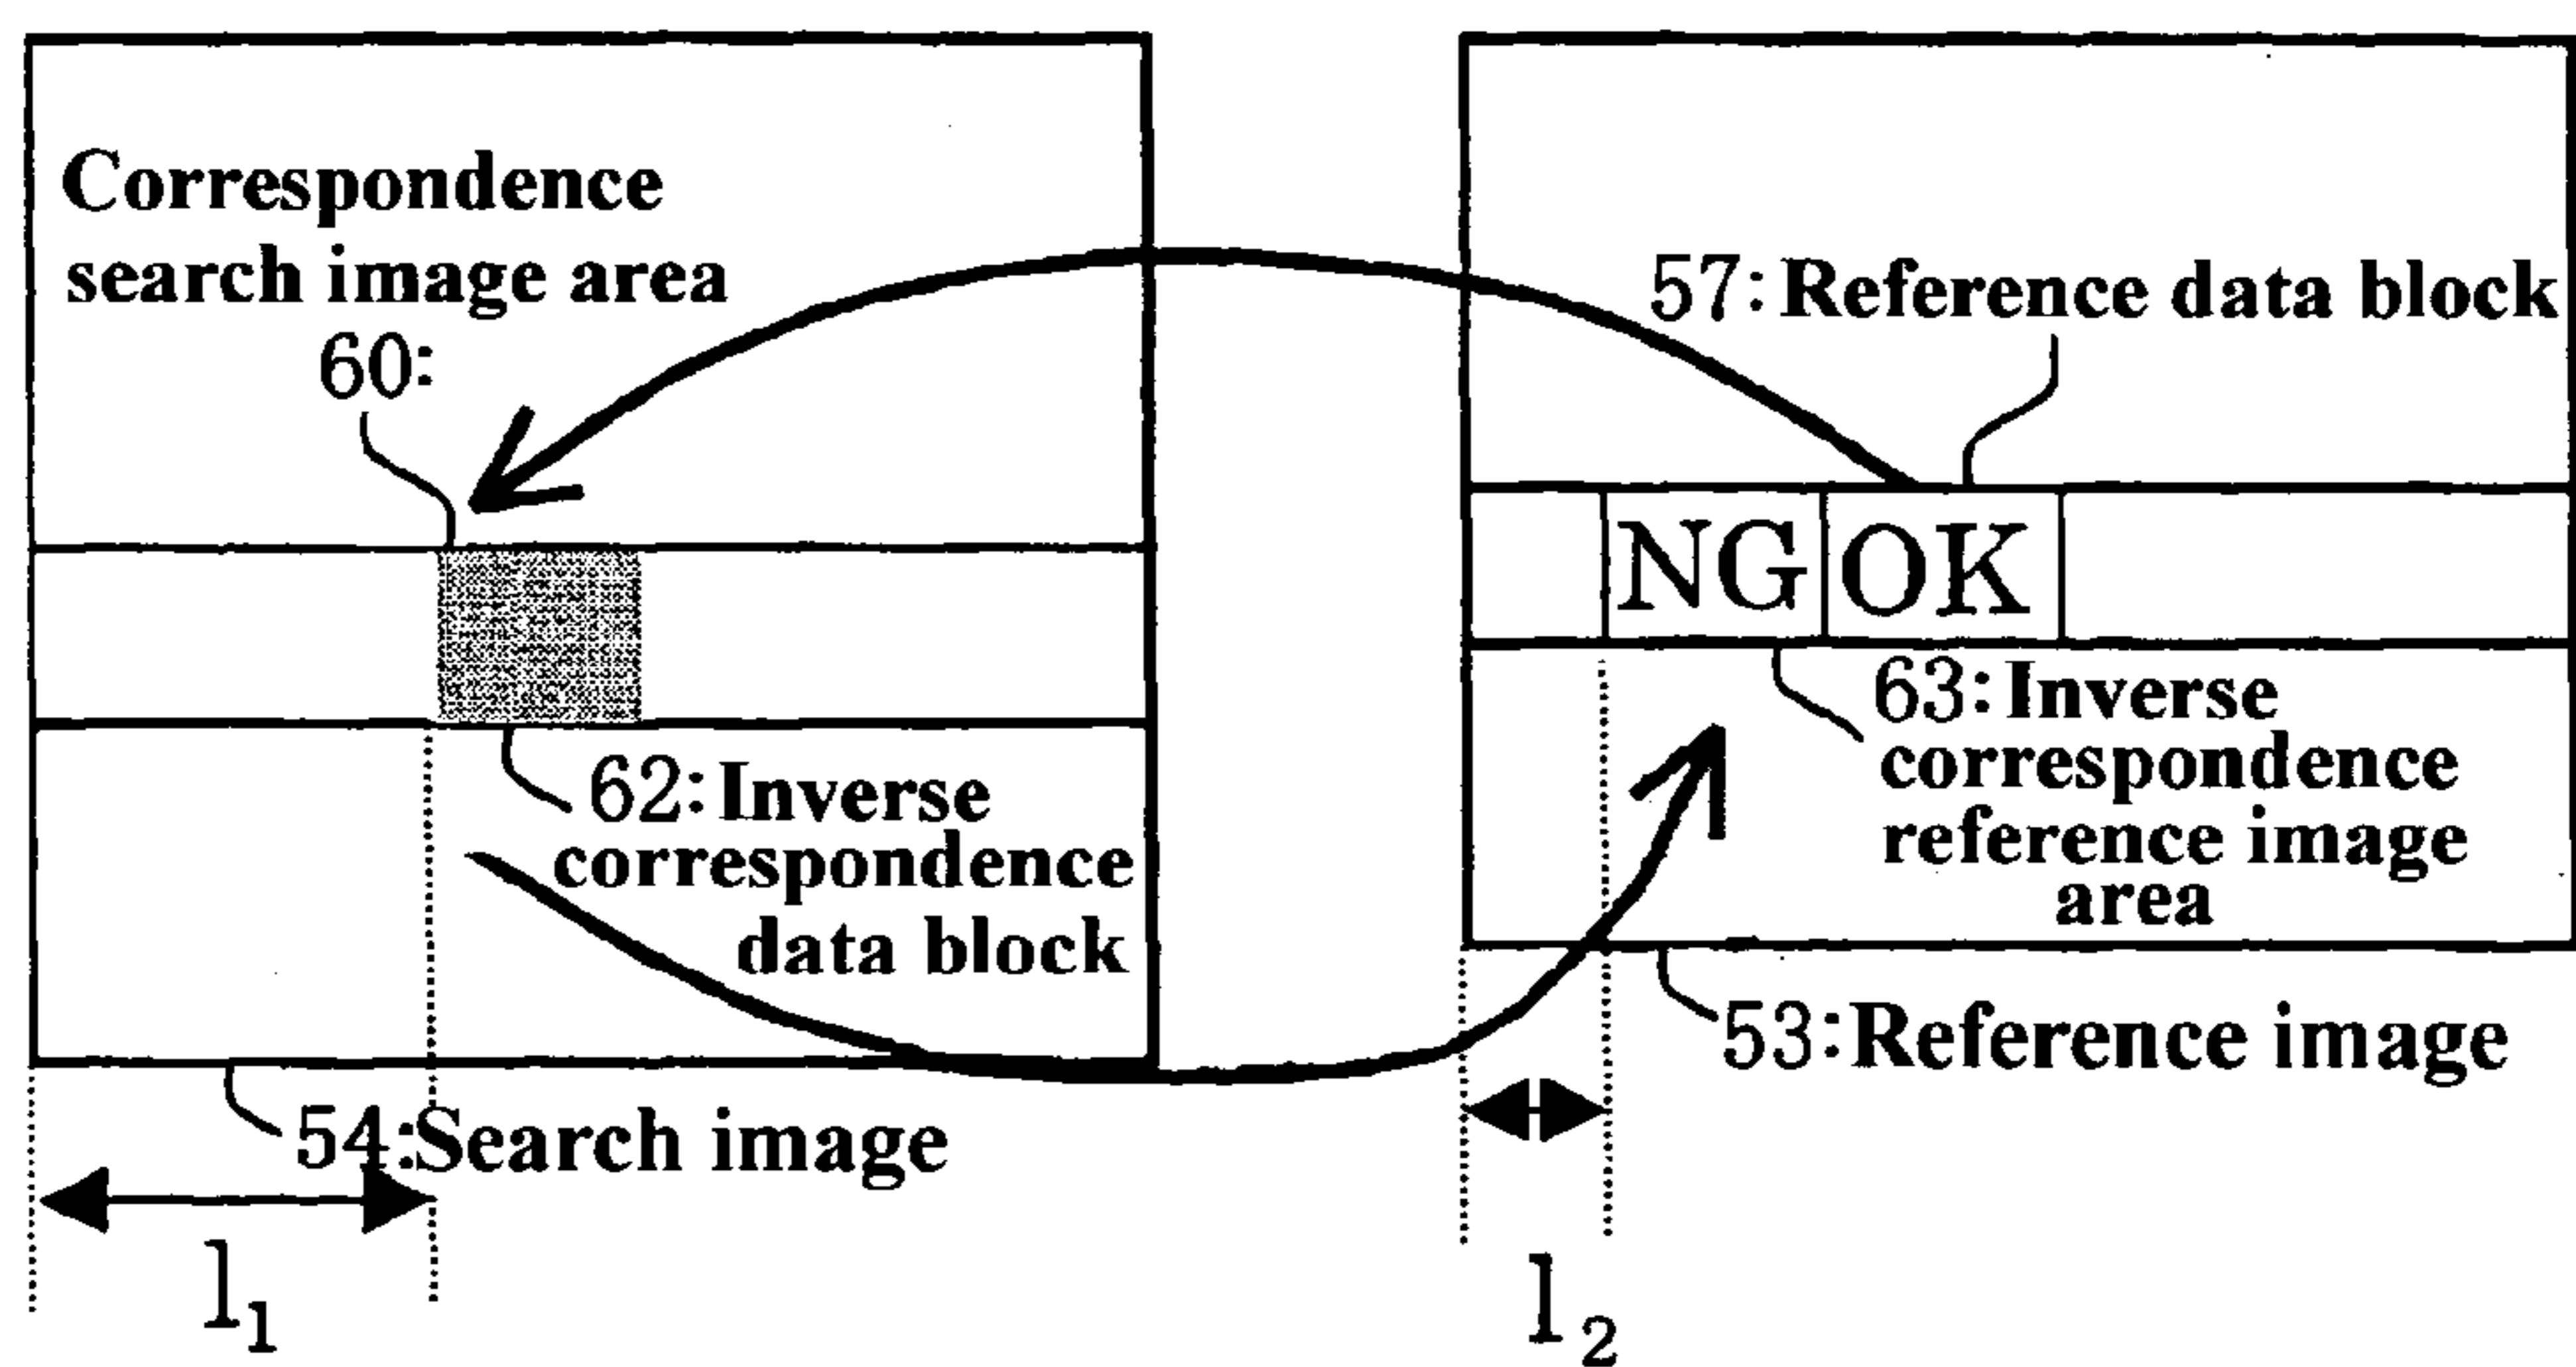 Correspondence
search image area
60:
57: Reference data block
NG OK
63: Inverse
correspondence
reference image
area
62: Inverse
correspondence
data block
53: Reference image
54: Search image
l1
l2